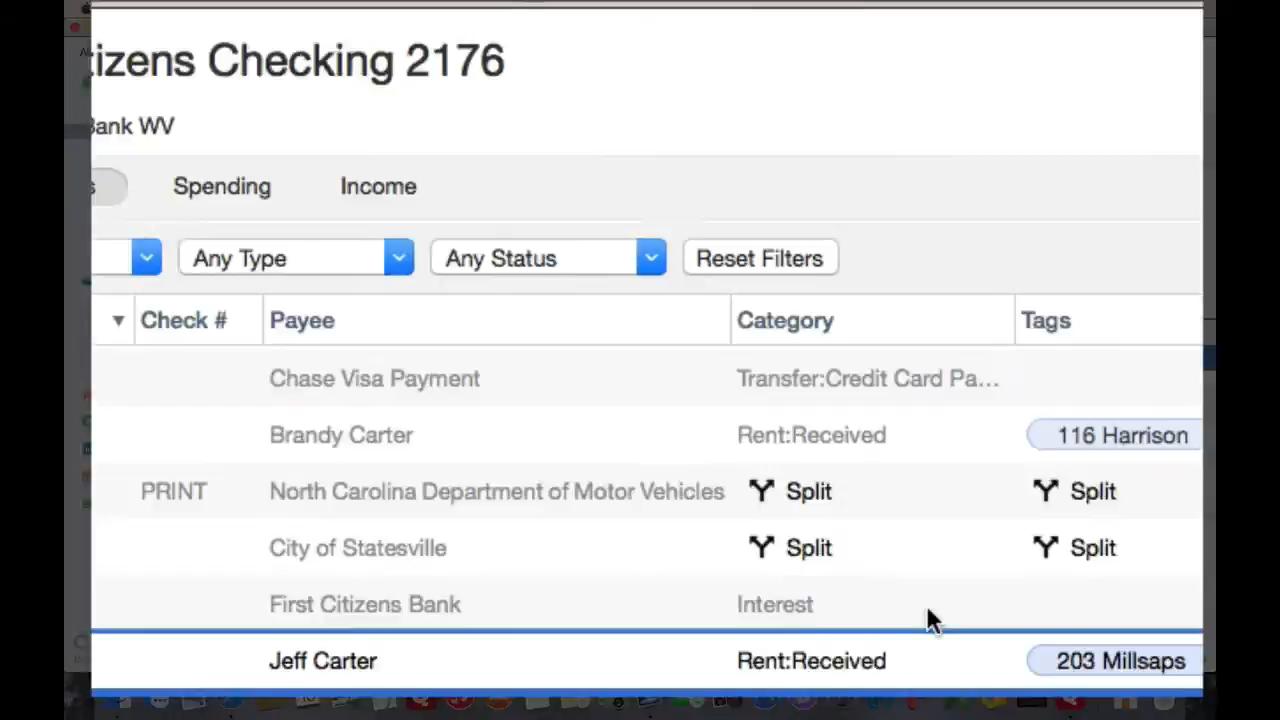 tizens Checking 2176
Bank WV
s Spending Income
Any Type Any Status Reset Filters
Check # Payee Category Tags
Chase Visa Payment Transfer:Credit Card Pa...
Brandy Carter Rent:Received 116 Harrison
PRINT North Carolina Department of Motor Vehicles Split Split
City of Statesville Split Split
First Citizens Bank Interest
Jeff Carter Rent:Received 203 Millsaps